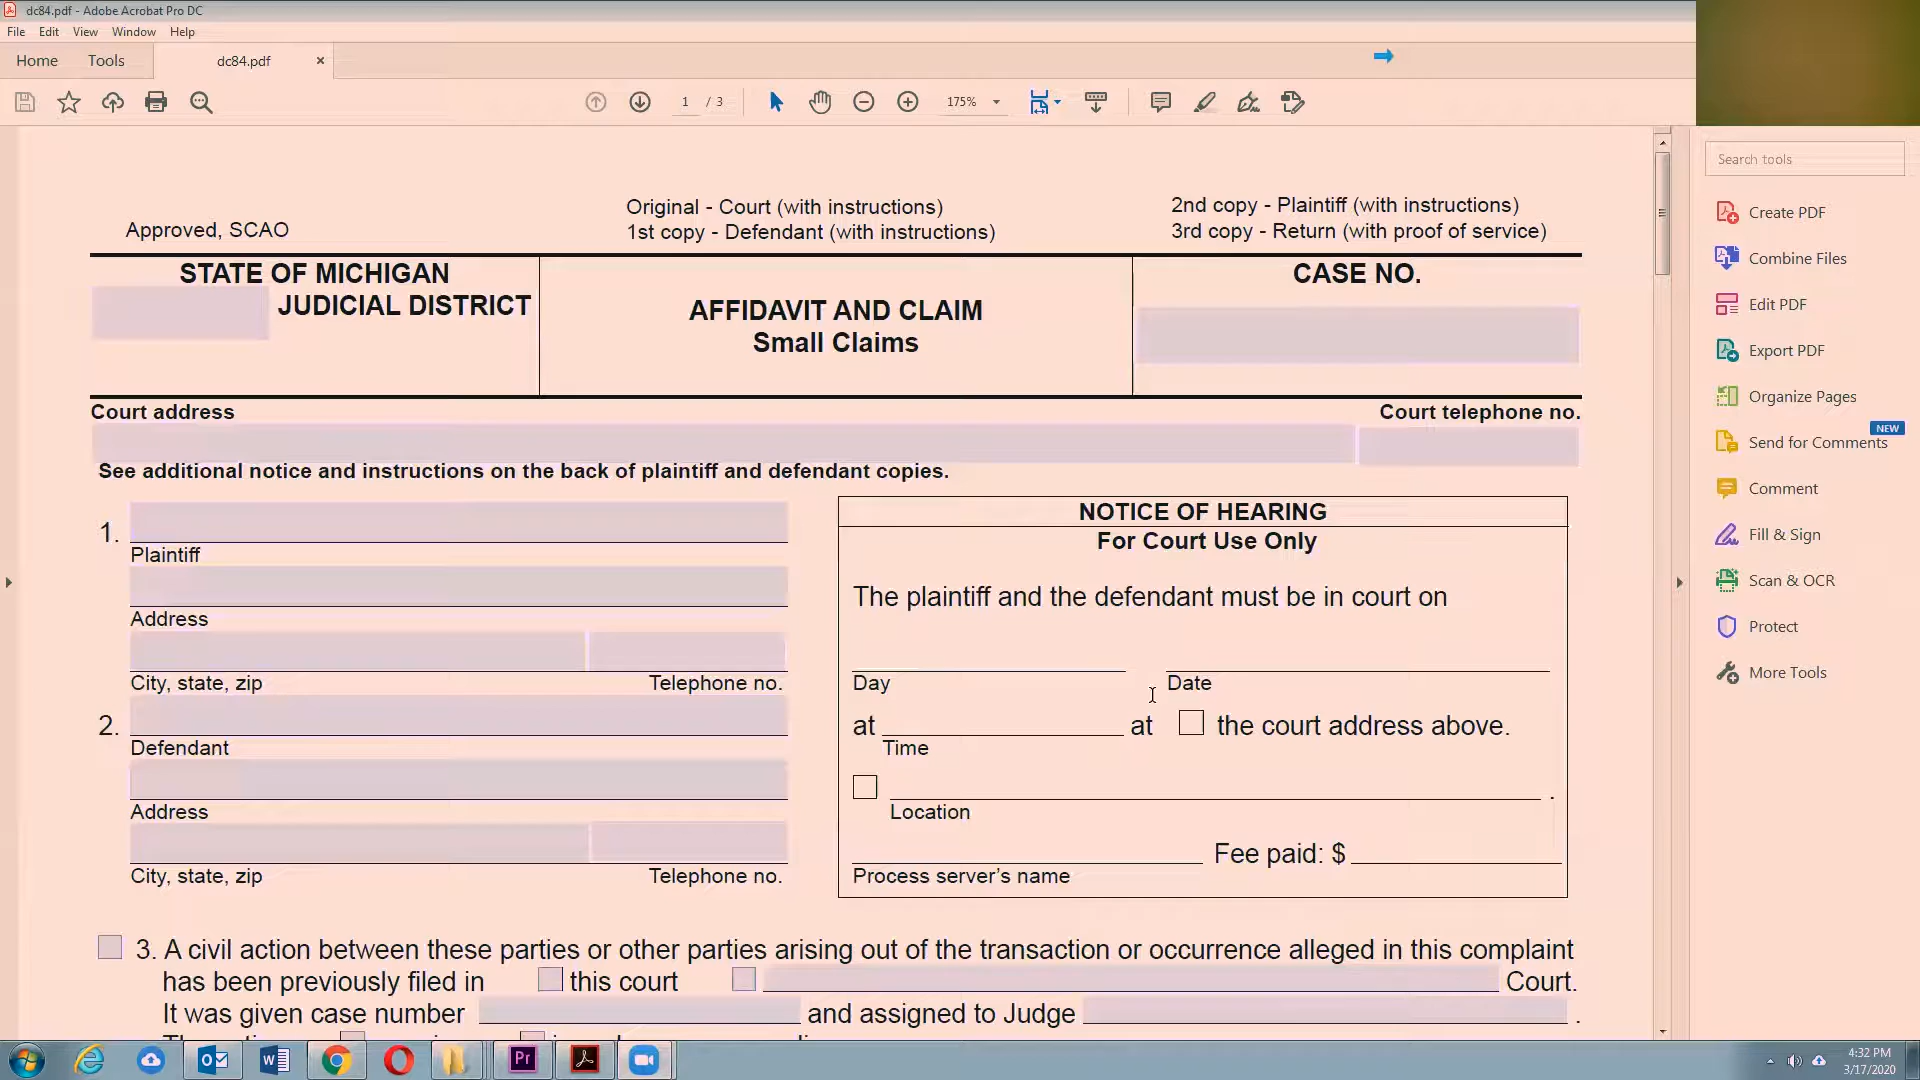 dc84.pdf - Adobe Acrobat Pro DC
File Edit View Window Help
Home Tools dc84.pdf ×
1 / 3 175%
Search tools
Create PDF
Combine Files
Edit PDF
Export PDF
Organize Pages
NEW
Send for Comments
Comment
Fill & Sign
Scan & OCR
Protect
More Tools
Approved, SCAO
Original - Court (with instructions)
1st copy - Defendant (with instructions)
2nd copy - Plaintiff (with instructions)
3rd copy - Return (with proof of service)
STATE OF MICHIGAN
JUDICIAL DISTRICT
AFFIDAVIT AND CLAIM
Small Claims
CASE NO.
Court address
Court telephone no.
See additional notice and instructions on the back of plaintiff and defendant copies.
1.
Plaintiff
Address
City, state, zip Telephone no.
2.
Defendant
Address
City, state, zip Telephone no.
NOTICE OF HEARING
For Court Use Only
The plaintiff and the defendant must be in court on
Day Date
at at the court address above.
Time
.
Location
Fee paid: $
Process server's name
3. A civil action between these parties or other parties arising out of the transaction or occurrence alleged in this complaint
has been previously filed in this court Court.
It was given case number and assigned to Judge .
Pr
4:32 PM
3/17/2020